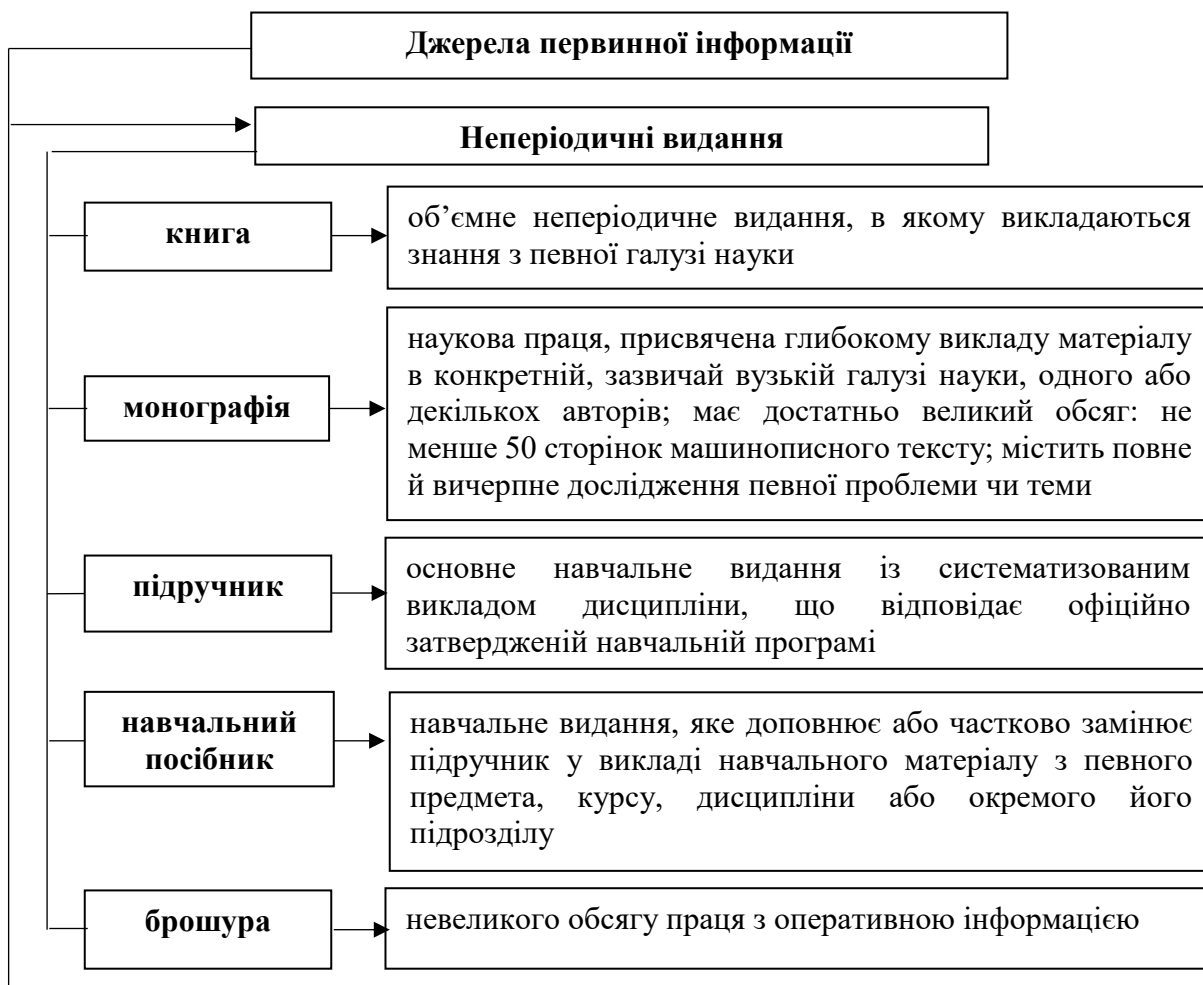 Джерела первинної інформації
Неперіодичні видання
книга
об’ємне неперіодичне видання, в якому викладаються
знання з певної галузі науки
монографія
наукова праця, присвячена глибокому викладу матеріалу
в конкретній, зазвичай вузькій галузі науки, одного або
декількох авторів; має достатньо великий обсяг: не
менше 50 сторінок машинописного тексту; містить повне
й вичерпне дослідження певної проблеми чи теми
підручник
основне навчальне видання із систематизованим
викладом дисципліни, що відповідає офіційно
затвердженій навчальній програмі
навчальний
посібник
навчальне видання, яке доповнює або частково замінює
підручник у викладі навчального матеріалу з певного
предмета, курсу, дисципліни або окремого його
підрозділу
брошура
невеликого обсягу праця з оперативною інформацією